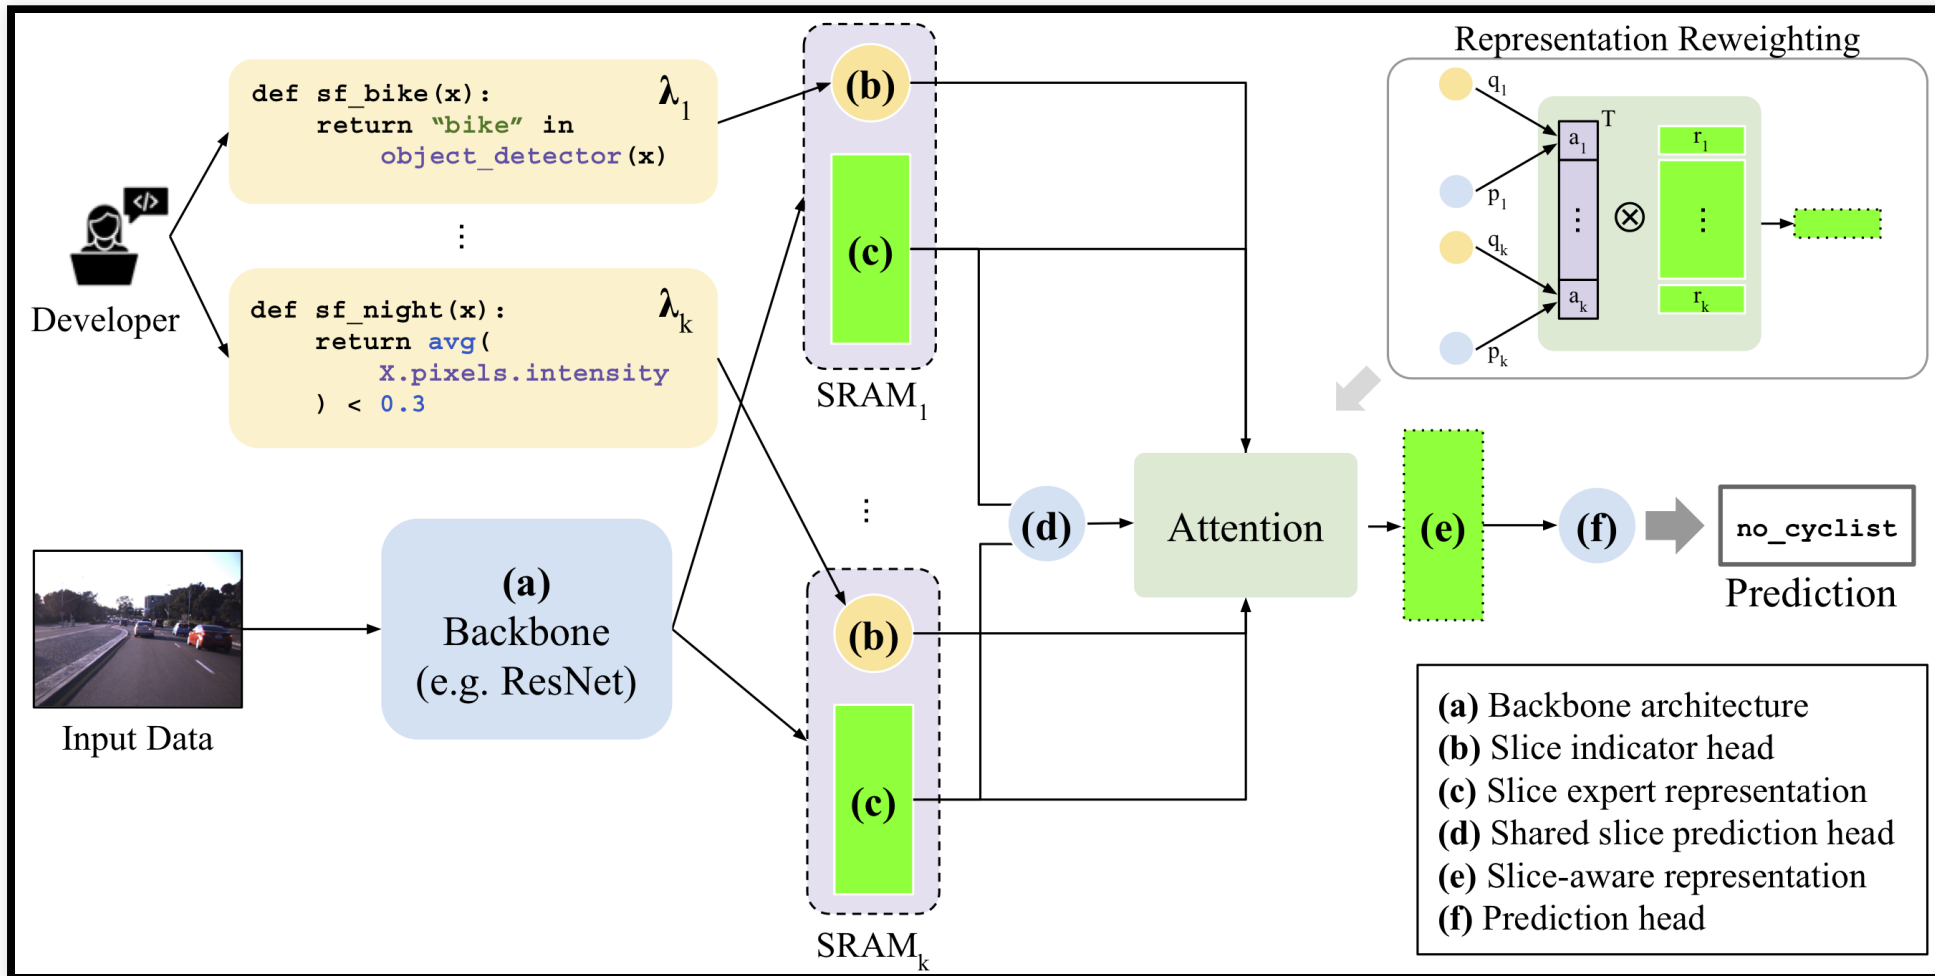 def sf_bike(x):
return “bike” in
object_detector(x)
λ1
⋮
def sf_night(x):
return avg(
X.pixels.intensity
) < 0.3
λk
Developer
Input Data
(a)
Backbone
(e.g. ResNet)
(b)
(c)
SRAM1
⋮
(b)
(c)
SRAMk
(d)
Attention
(e)
(f)
no_cyclist
Prediction
Representation Reweighting
q1
p1
qk
pk
a1
⋮
ak
T
⊗
r1
⋮
rk
(a) Backbone architecture
(b) Slice indicator head
(c) Slice expert representation
(d) Shared slice prediction head
(e) Slice-aware representation
(f) Prediction head